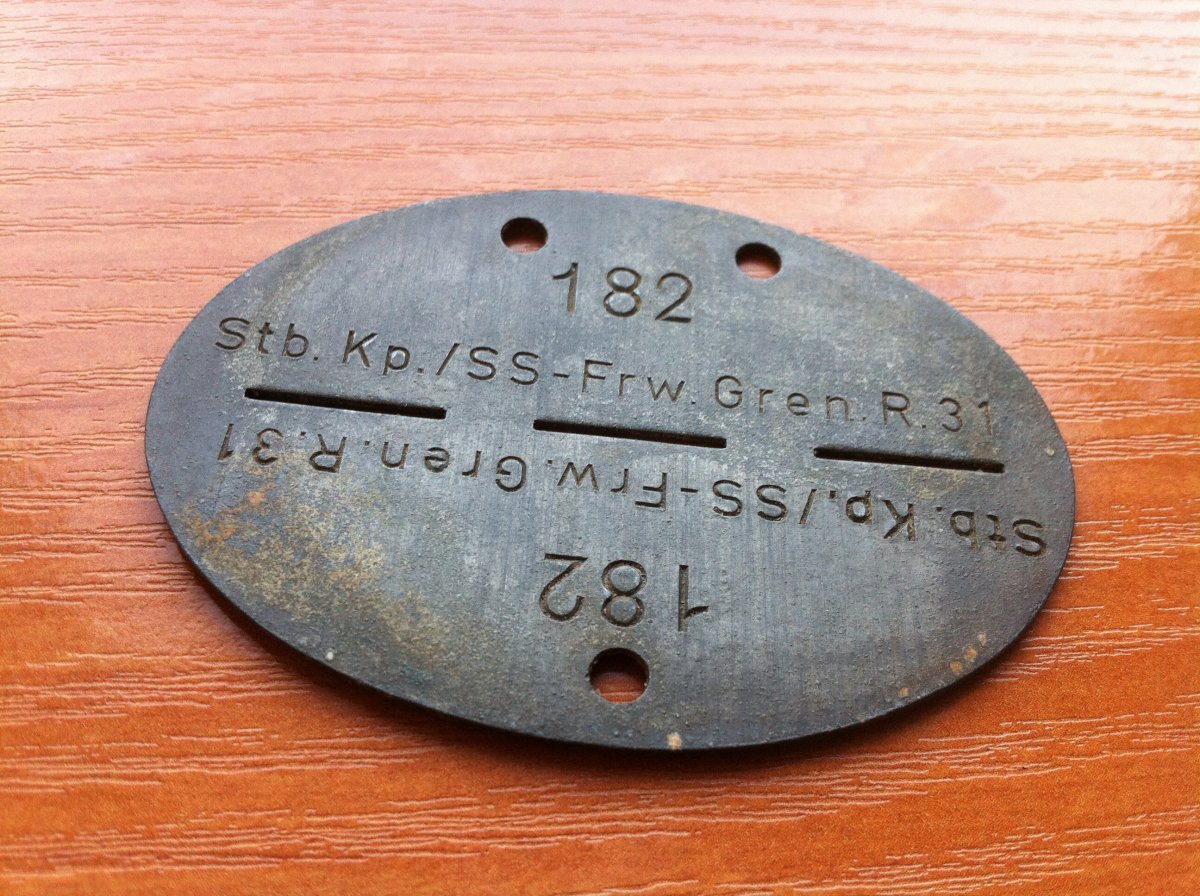 182
Stb. Kp./SS-Frw. Gren. R. 31
Stb. Kp./SS-Frw. Gren. R. 31
182